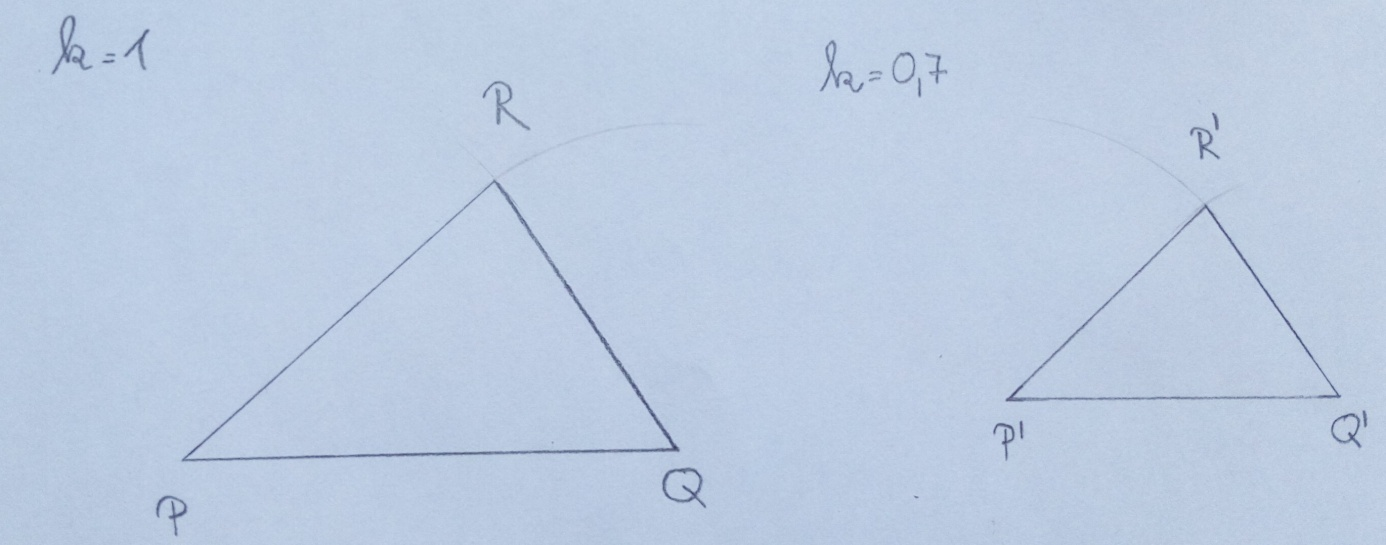 k=1
k=0,7
R
R'
P
Q
P'
Q'